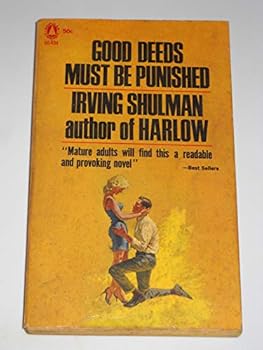 50¢
GOOD DEEDS
MUST BE PUNISHED
IRVING SHULMAN
author of HARLOW
"Mature adults will find this a readable
and provoking novel"
—Best Sellers